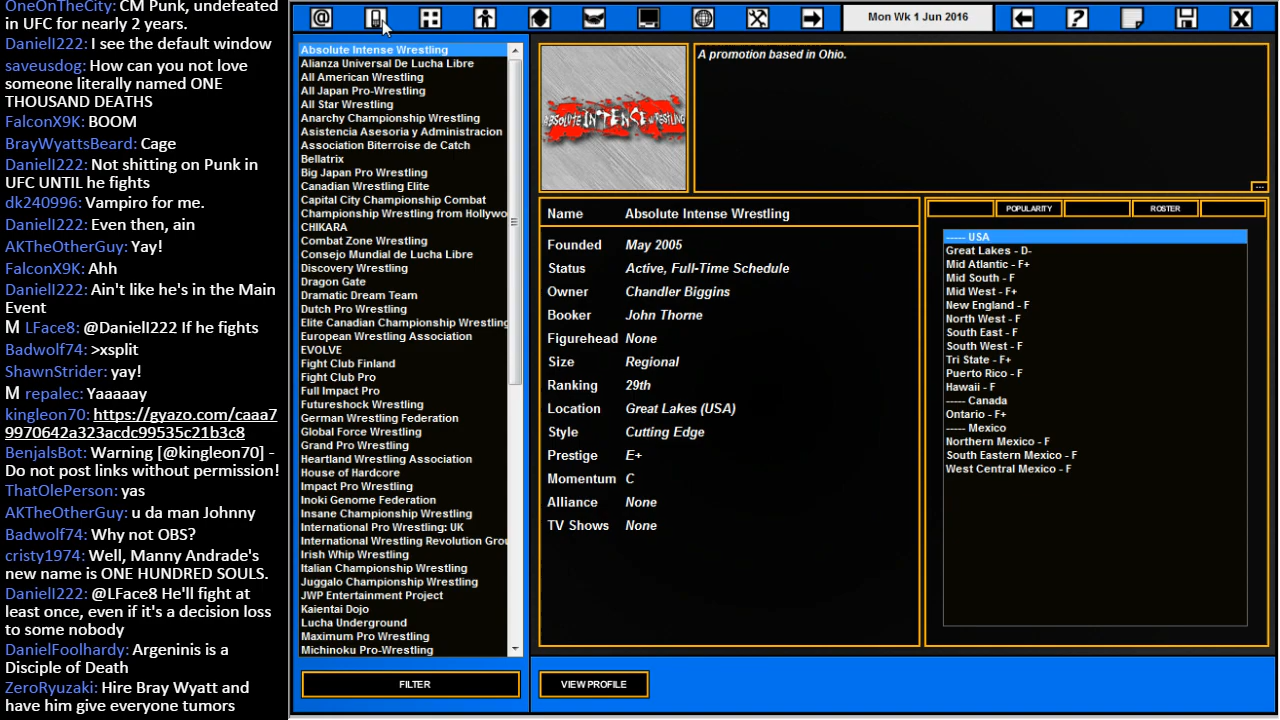 OneOnTheCity: CM Punk, undefeated
in UFC for nearly 2 years.
DanielI222: I see the default window
saveusdog: How can you not love
someone literally named ONE
THOUSAND DEATHS
FalconX9K: BOOM
BrayWyattsBeard: Cage
DanielI222: Not shitting on Punk in
UFC UNTIL he fights
dk240996: Vampiro for me.
DanielI222: Even then, ain
AKTheOtherGuy: Yay!
FalconX9K: Ahh
DanielI222: Ain't like he's in the Main
Event
M LFace8: @DanielI222 If he fights
Badwolf74: >xsplit
ShawnStrider: yay!
M repalec: Yaaaaay
kingleon70: https://gyazo.com/caaa7
9970642a323acdc99535c21b3c8
BenjalsBot: Warning [@kingleon70] -
Do not post links without permission!
ThatOlePerson: yas
AKTheOtherGuy: u da man Johnny
Badwolf74: Why not OBS?
cristy1974: Well, Manny Andrade's
new name is ONE HUNDRED SOULS.
DanielI222: @LFace8 He'll fight at
least once, even if it's a decision loss
to some nobody
DanielFoolhardy: Argeninis is a
Disciple of Death
ZeroRyuzaki: Hire Bray Wyatt and
have him give everyone tumors
Mon Wk 1 Jun 2016
Absolute Intense Wrestling
Alianza Universal De Lucha Libre
All American Wrestling
All Japan Pro-Wrestling
All Star Wrestling
Anarchy Championship Wrestling
Asistencia Asesoria y Administracion
Association Biterroise de Catch
Bellatrix
Big Japan Pro Wrestling
Canadian Wrestling Elite
Capital City Championship Combat
Championship Wrestling from Hollywo
CHIKARA
Combat Zone Wrestling
Consejo Mundial de Lucha Libre
Discovery Wrestling
Dragon Gate
Dramatic Dream Team
Dutch Pro Wrestling
Elite Canadian Championship Wrestling
European Wrestling Association
EVOLVE
Fight Club Finland
Fight Club Pro
Full Impact Pro
Futureshock Wrestling
German Wrestling Federation
Global Force Wrestling
Grand Pro Wrestling
Heartland Wrestling Association
House of Hardcore
Impact Pro Wrestling
Inoki Genome Federation
Insane Championship Wrestling
International Pro Wrestling: UK
International Wrestling Revolution Grou
Irish Whip Wrestling
Italian Championship Wrestling
Juggalo Championship Wrestling
JWP Entertainment Project
Kaientai Dojo
Lucha Underground
Maximum Pro Wrestling
Michinoku Pro-Wrestling
FILTER
ABSOLUTE INTENSE WRESTLING
A promotion based in Ohio.
...
Name Absolute Intense Wrestling
Founded May 2005
Status Active, Full-Time Schedule
Owner Chandler Biggins
Booker John Thorne
Figurehead None
Size Regional
Ranking 29th
Location Great Lakes (USA)
Style Cutting Edge
Prestige E+
Momentum C
Alliance None
TV Shows None
VIEW PROFILE
POPULARITY ROSTER
----- USA
Great Lakes - D-
Mid Atlantic - F+
Mid South - F
Mid West - F+
New England - F
North West - F
South East - F
South West - F
Tri State - F+
Puerto Rico - F
Hawaii - F
----- Canada
Ontario - F+
----- Mexico
Northern Mexico - F
South Eastern Mexico - F
West Central Mexico - F